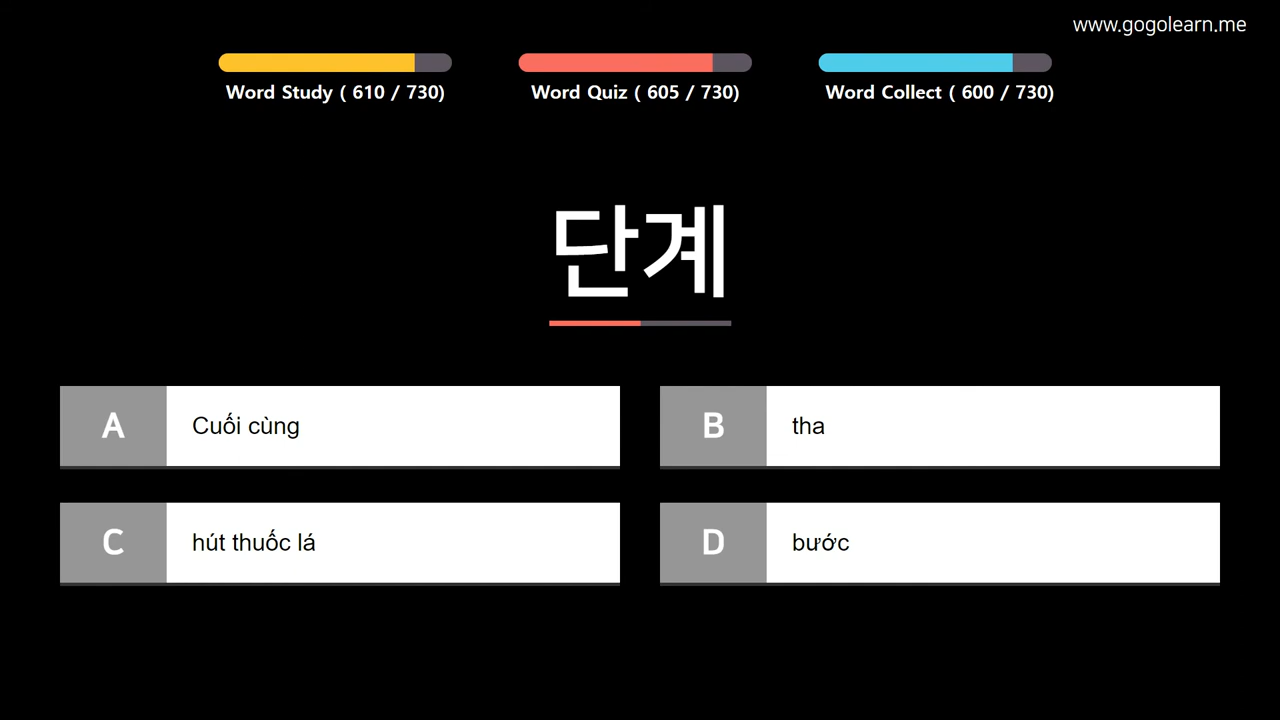 www.gogolearn.me
Word Study ( 610 / 730)
Word Quiz ( 605 / 730)
Word Collect ( 600 / 730)
단계
A
Cuối cùng
B
tha
C
hút thuốc lá
D
bước